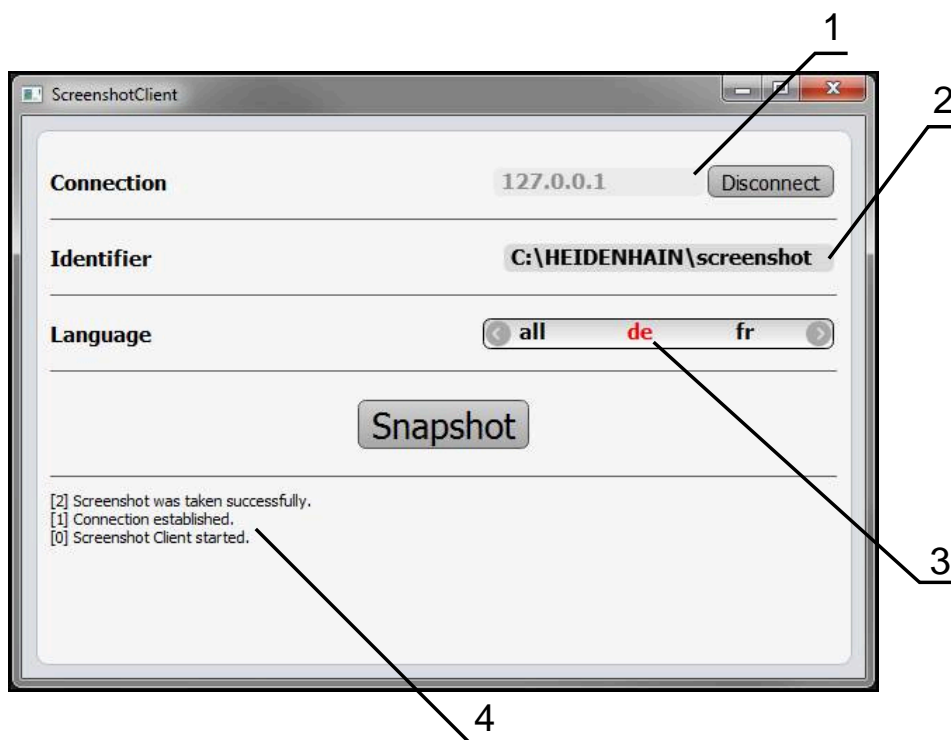 1
ScreenshotClient
2
Connection 127.0.0.1 Disconnect
Identifier C:\HEIDENHAIN\screenshot
Language all de fr
Snapshot
[2] Screenshot was taken successfully.
[1] Connection established.
[0] Screenshot Client started.
3
4